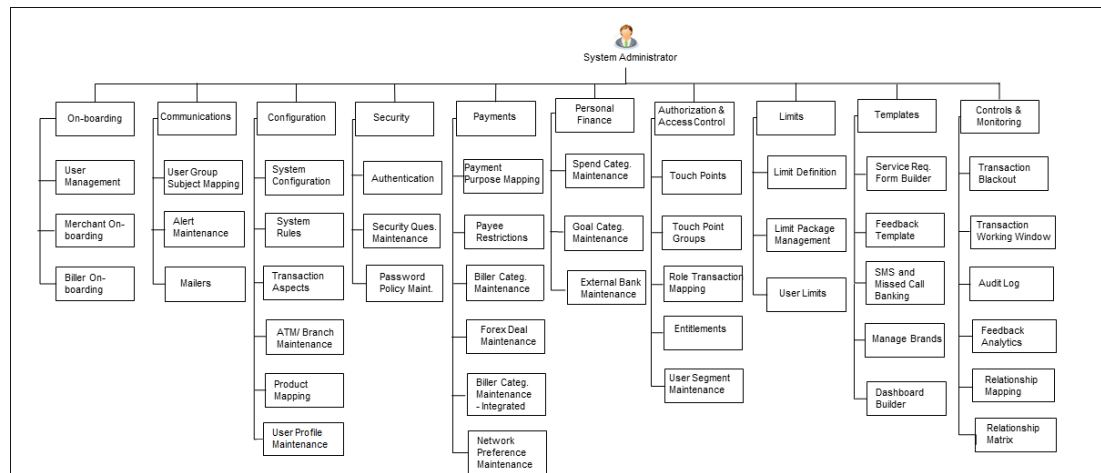 System Administrator
On-boarding
User
Management
Merchant On-
boarding
Biller On-
boarding
Communications
User Group
Subject Mapping
Alert
Maintenance
Mailers
Configuration
System
Configuration
System
Rules
Transaction
Aspects
ATM/ Branch
Maintenance
Product
Mapping
User Profile
Maintenance
Security
Authentication
Security Ques.
Maintenance
Password
Policy Maint.
Payments
Payment
Purpose Mapping
Payee
Restrictions
Biller Categ.
Maintenance
Forex Deal
Maintenance
Biller Categ.
Maintenance
- Integrated
Network
Preference
Maintenance
Personal
Finance
Spend Categ.
Maintenance
Goal Categ.
Maintenance
External Bank
Maintenance
Authorization &
Access Control
Touch Points
Touch Point
Groups
Role Transaction
Mapping
Entitlements
User Segment
Maintenance
Limits
Limit Definition
Limit Package
Management
User Limits
Templates
Service Req.
Form Builder
Feedback
Template
SMS and
Missed Call
Banking
Manage Brands
Dashboard
Builder
Controls &
Monitoring
Transaction
Blackout
Transaction
Working Window
Audit Log
Feedback
Analytics
Relationship
Mapping
Relationship
Matrix